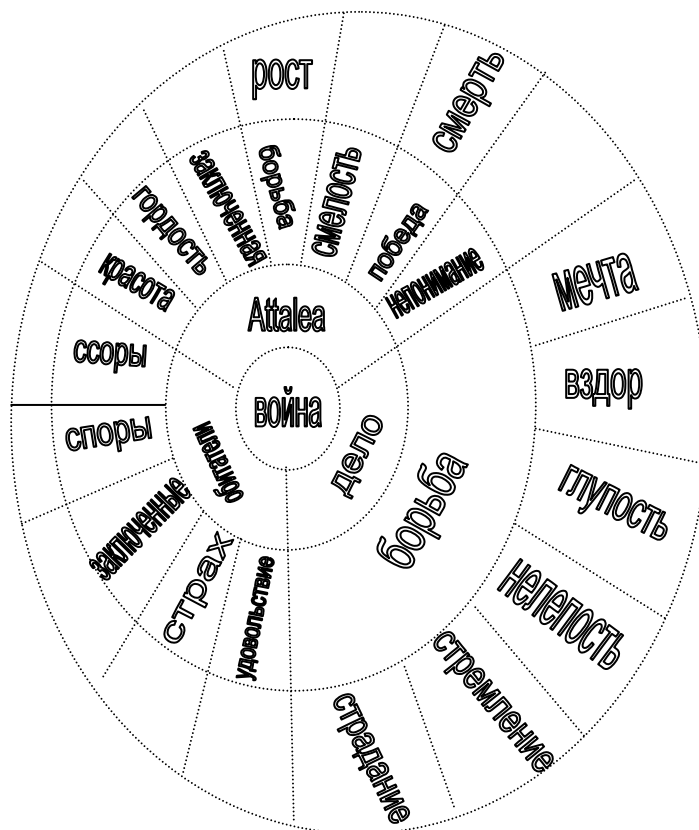 рост
смерть
заключенная
борьба
смелость
гордость
победа
непонимание
красота
мечта
Attalea
ссоры
вздор
война
споры
обитатели
дело
борьба
глупость
заключенные
страх
удовольствие
нелепость
стремление
страдание